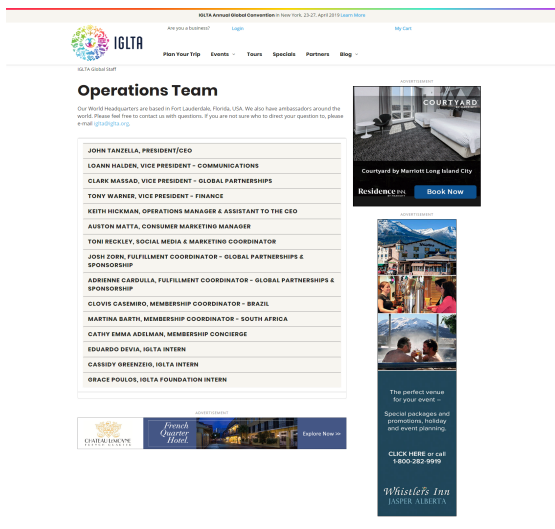 IGLTA Annual Global Convention in New York, 23-27, April 2019 Learn More
Are you a business?
Login
My Cart
IGLTA
Plan Your Trip
Events
Tours
Specials
Partners
Blog
IGLTA Global Staff
Operations Team
Our World Headquarters are based in Fort Lauderdale, Florida, USA. We also have ambassadors around the
world. Please feel free to contact us with questions. If you are not sure who to direct your question to, please
e-mail iglta@iglta.org.
JOHN TANZELLA, PRESIDENT/CEO
LOANN HALDEN, VICE PRESIDENT - COMMUNICATIONS
CLARK MASSAD, VICE PRESIDENT - GLOBAL PARTNERSHIPS
TONY WARNER, VICE PRESIDENT - FINANCE
KEITH HICKMAN, OPERATIONS MANAGER & ASSISTANT TO THE CEO
AUSTON MATTA, CONSUMER MARKETING MANAGER
TONI RECKLEY, SOCIAL MEDIA & MARKETING COORDINATOR
JOSH ZORN, FULFILLMENT COORDINATOR - GLOBAL PARTNERSHIPS &
SPONSORSHIP
ADRIENNE CARDULLA, FULFILLMENT COORDINATOR - GLOBAL PARTNERSHIPS &
SPONSORSHIP
CLOVIS CASEMIRO, MEMBERSHIP COORDINATOR - BRAZIL
MARTINA BARTH, MEMBERSHIP COORDINATOR - SOUTH AFRICA
CATHY EMMA ADELMAN, MEMBERSHIP CONCIERGE
EDUARDO DEVIA, IGLTA INTERN
CASSIDY GREENZEIG, IGLTA INTERN
GRACE POULOS, IGLTA FOUNDATION INTERN
ADVERTISEMENT
CHATEAU LEMOYNE
FRENCH QUARTER
French
Quarter
Hotel.
Explore Now >>
ADVERTISEMENT
COURTYARD
Courtyard by Marriott Long Island City
Residence INN
Book Now
ADVERTISEMENT
The perfect venue
for your event –
Special packages and
promotions, holiday
and event planning.
CLICK HERE or call
1-800-282-9919
Whistlers Inn
JASPER ALBERTA